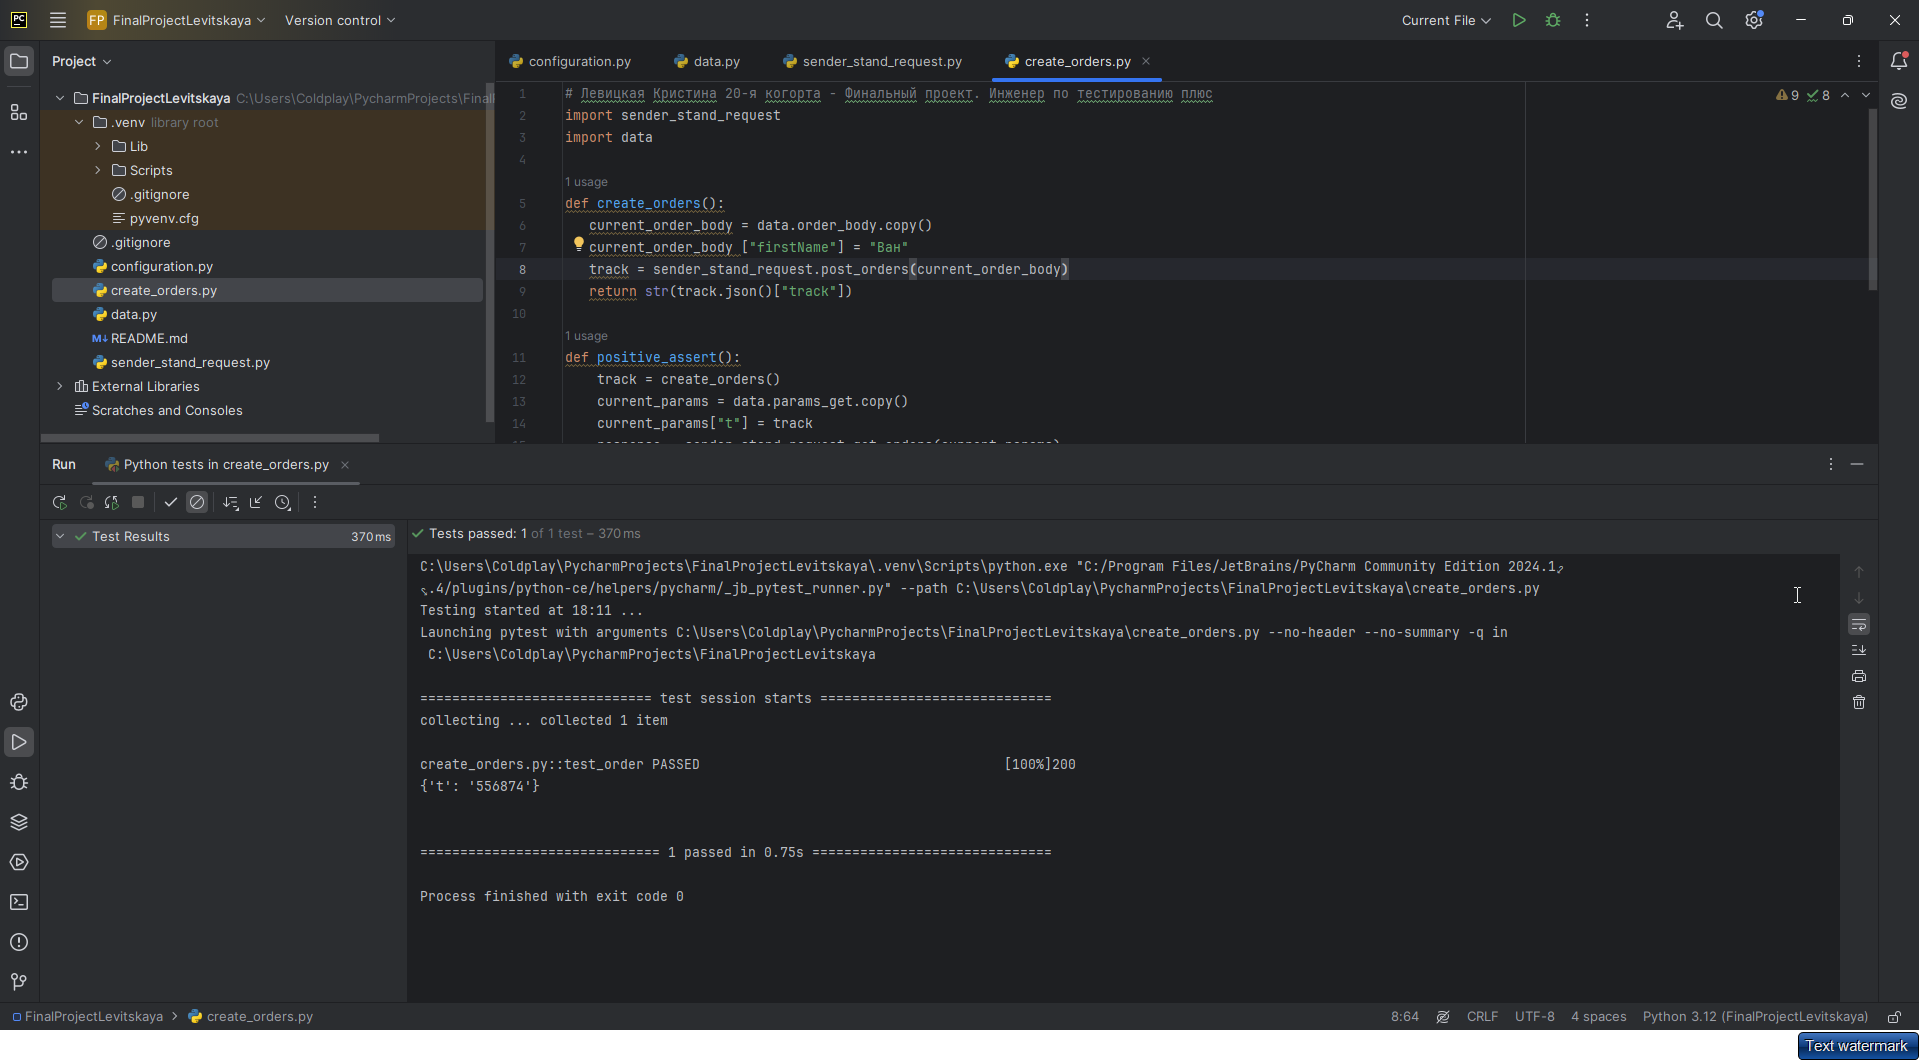 PC
FP FinalProjectLevitskaya
Version control
Current File
Project
configuration.py
data.py
sender_stand_request.py
create_orders.py
FinalProjectLevitskaya C:\Users\Coldplay\PycharmProjects\Final
.venv library root
Lib
Scripts
.gitignore
pyvenv.cfg
.gitignore
configuration.py
create_orders.py
data.py
M↓ README.md
sender_stand_request.py
External Libraries
Scratches and Consoles
9 8
1 # Левицкая Кристина 20-я когорта - Финальный проект. Инженер по тестированию плюс
2 import sender_stand_request
3 import data
4
1 usage
5 def create_orders():
6 current_order_body = data.order_body.copy()
7 current_order_body ["firstName"] = "Ван"
8 track = sender_stand_request.post_orders(current_order_body)
9 return str(track.json()["track"])
10
1 usage
11 def positive_assert():
12 track = create_orders()
13 current_params = data.params_get.copy()
14 current_params["t"] = track
Run
Python tests in create_orders.py
Test Results 370 ms
Tests passed: 1 of 1 test – 370 ms
C:\Users\Coldplay\PycharmProjects\FinalProjectLevitskaya\.venv\Scripts\python.exe "C:/Program Files/JetBrains/PyCharm Community Edition 2024.1
.4/plugins/python-ce/helpers/pycharm/_jb_pytest_runner.py" --path C:\Users\Coldplay\PycharmProjects\FinalProjectLevitskaya\create_orders.py
Testing started at 18:11 ...
Launching pytest with arguments C:\Users\Coldplay\PycharmProjects\FinalProjectLevitskaya\create_orders.py --no-header --no-summary -q in
C:\Users\Coldplay\PycharmProjects\FinalProjectLevitskaya
============================= test session starts =============================
collecting ... collected 1 item
create_orders.py::test_order PASSED [100%]200
{'t': '556874'}
============================== 1 passed in 0.75s ==============================
Process finished with exit code 0
FinalProjectLevitskaya > create_orders.py
8:64 CRLF UTF-8 4 spaces Python 3.12 (FinalProjectLevitskaya)
Text watermark